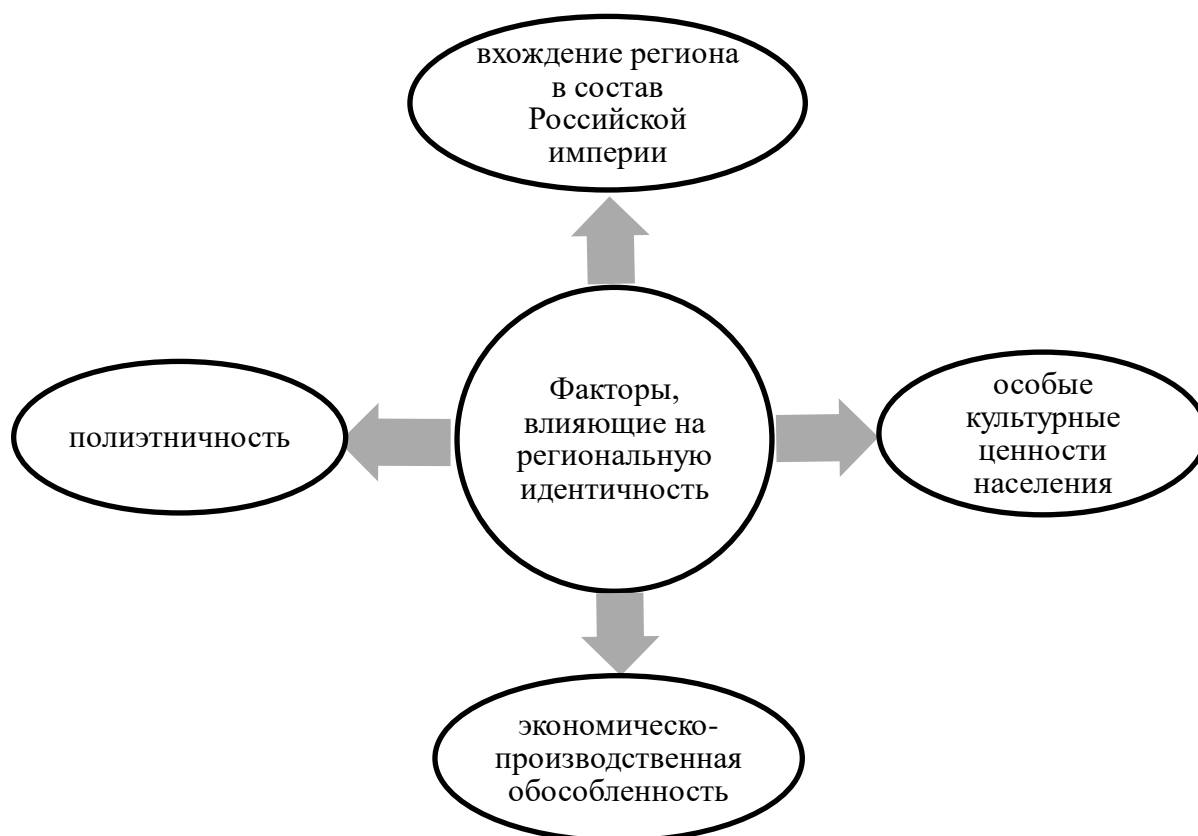 вхождение региона
в состав
Российской
империи
полиэтничность
Факторы,
влияющие на
региональную
идентичность
особые
культурные
ценности
населения
экономическо-
производственная
обособленность